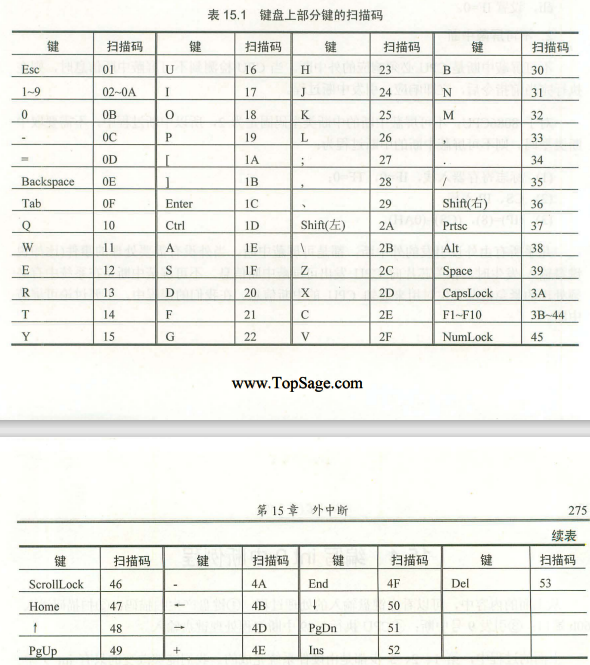 表 15.1 键盘上部分键的扫描码
键 扫描码 键 扫描码 键 扫描码 键 扫描码
Esc 01 U 16 H 23 B 30
1~9 02~0A I 17 J 24 N 31
0 0B O 18 K 25 M 32
- 0C P 19 L 26 , 33
= 0D [ 1A ; 27 . 34
Backspace 0E ] 1B , 28 / 35
Tab 0F Enter 1C 、 29 Shift(右) 36
Q 10 Ctrl 1D Shift(左) 2A Prtsc 37
W 11 A 1E \ 2B Alt 38
E 12 S 1F Z 2C Space 39
R 13 D 20 X 2D CapsLock 3A
T 14 F 21 C 2E F1~F10 3B~44
Y 15 G 22 V 2F NumLock 45
www.TopSage.com
第 15 章 外中断 275
续表
键 扫描码 键 扫描码 键 扫描码 键 扫描码
ScrollLock 46 - 4A End 4F Del 53
Home 47 ← 4B ↓ 50
↑ 48 → 4D PgDn 51
PgUp 49 + 4E Ins 52